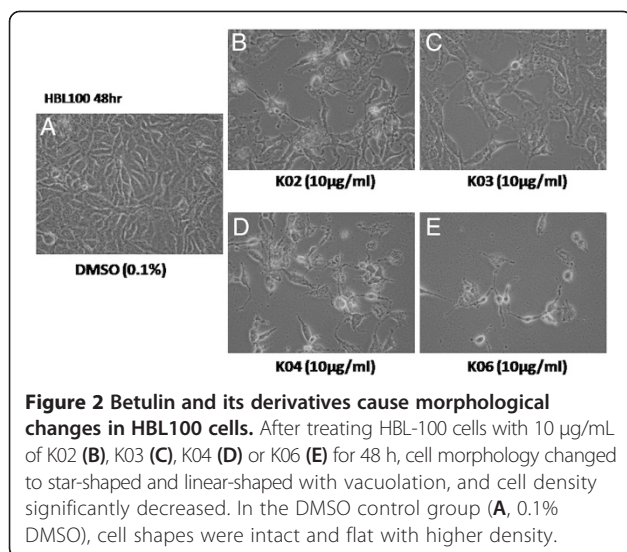 HBL100 48hr
A
DMSO (0.1%)
B
K02 (10µg/ml)
C
K03 (10µg/ml)
D
K04 (10µg/ml)
E
K06 (10µg/ml)
Figure 2 Betulin and its derivatives cause morphological
changes in HBL100 cells. After treating HBL-100 cells with 10 µg/mL
of K02 (B), K03 (C), K04 (D) or K06 (E) for 48 h, cell morphology changed
to star-shaped and linear-shaped with vacuolation, and cell density
significantly decreased. In the DMSO control group (A, 0.1%
DMSO), cell shapes were intact and flat with higher density.